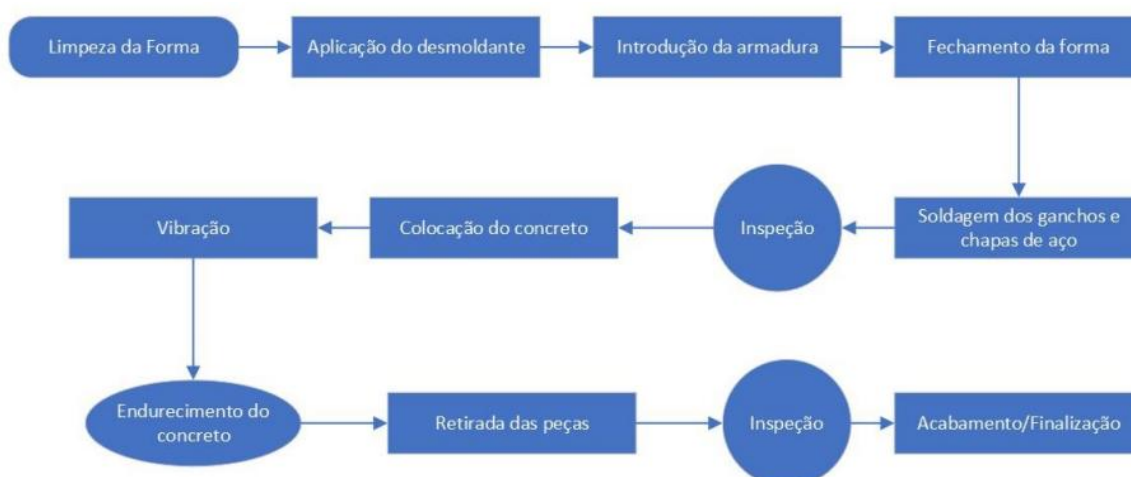 Limpeza da Forma
Aplicação do desmoldante
Introdução da armadura
Fechamento da forma
Soldagem dos ganchos e
chapas de aço
Inspeção
Colocação do concreto
Vibração
Endurecimento do
concreto
Retirada das peças
Inspeção
Acabamento/Finalização